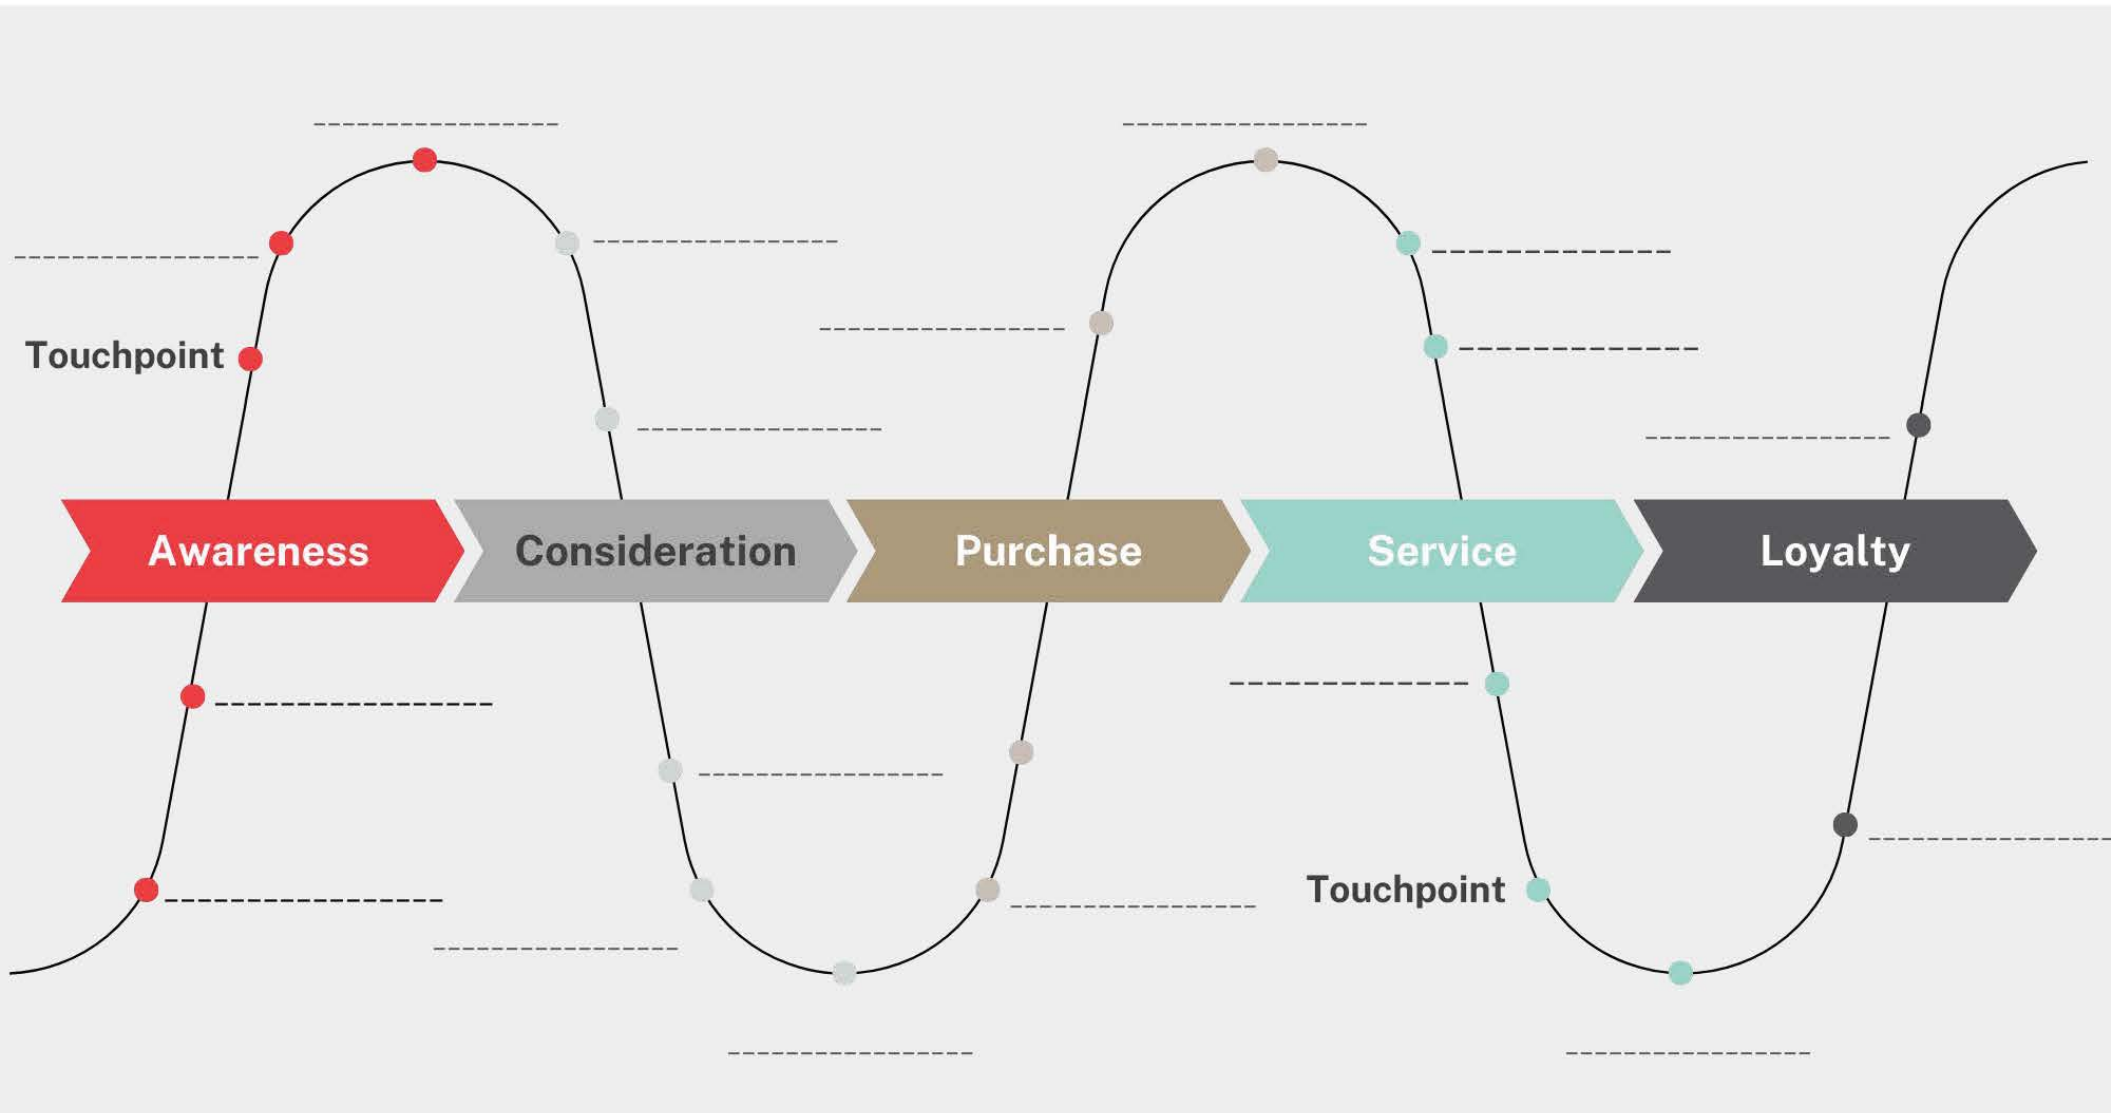 Touchpoint
Awareness
Consideration
Purchase
Service
Loyalty
Touchpoint